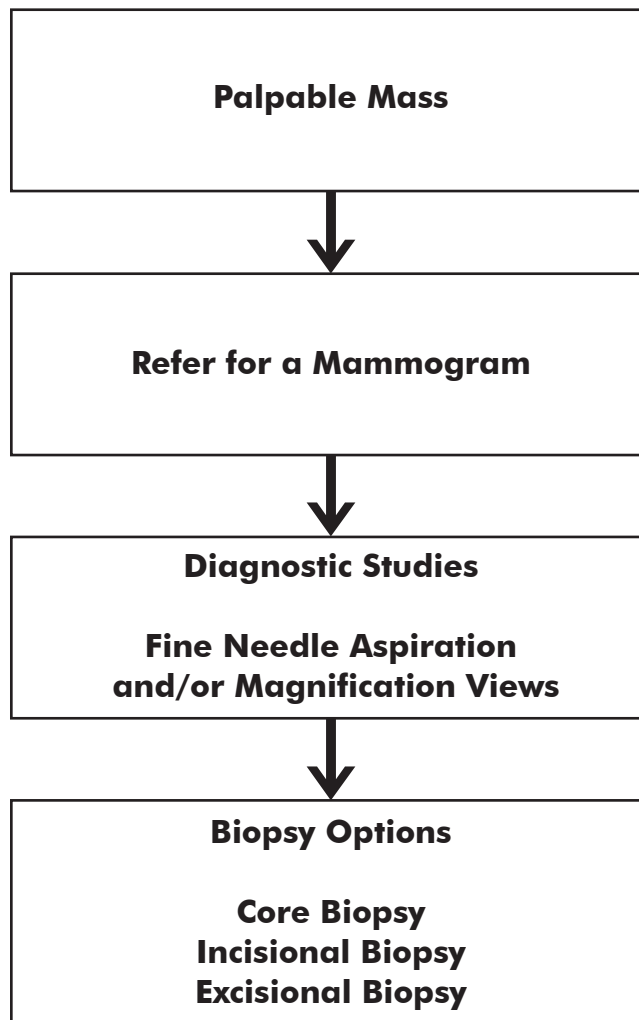 Palpable Mass
Refer for a Mammogram
Diagnostic Studies
Fine Needle Aspiration
and/or Magnification Views
Biopsy Options
Core Biopsy
Incisional Biopsy
Excisional Biopsy